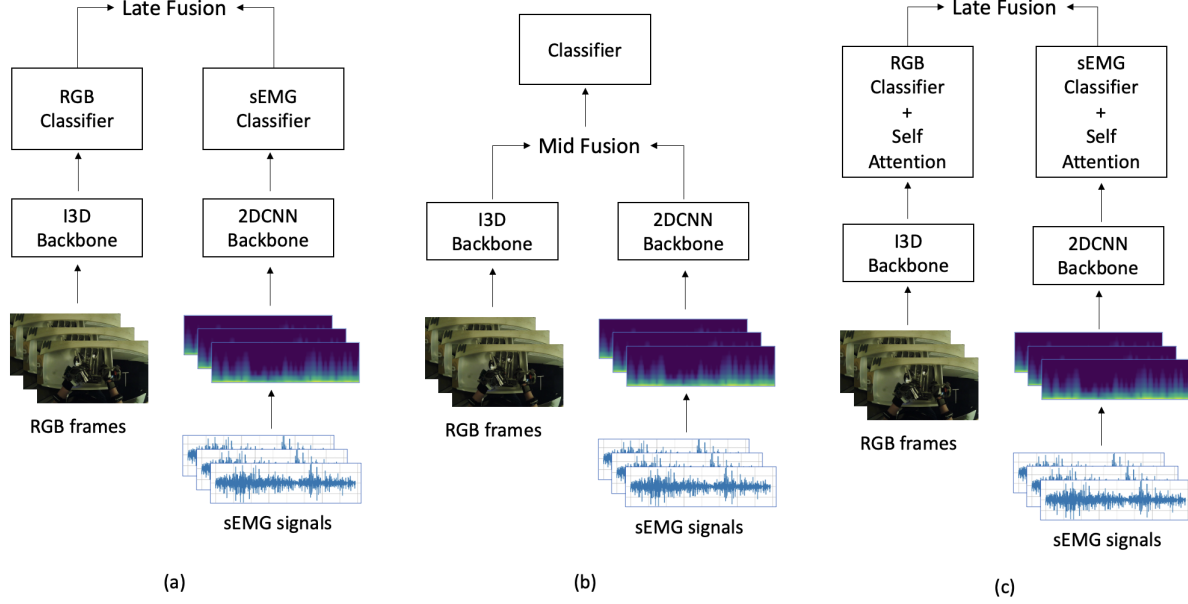 Late Fusion
RGB
Classifier
sEMG
Classifier
I3D
Backbone
2DCNN
Backbone
RGB frames
sEMG signals
(a)
Classifier
Mid Fusion
I3D
Backbone
2DCNN
Backbone
RGB frames
sEMG signals
(b)
Late Fusion
RGB
Classifier
+
Self
Attention
sEMG
Classifier
+
Self
Attention
I3D
Backbone
2DCNN
Backbone
RGB frames
sEMG signals
(c)